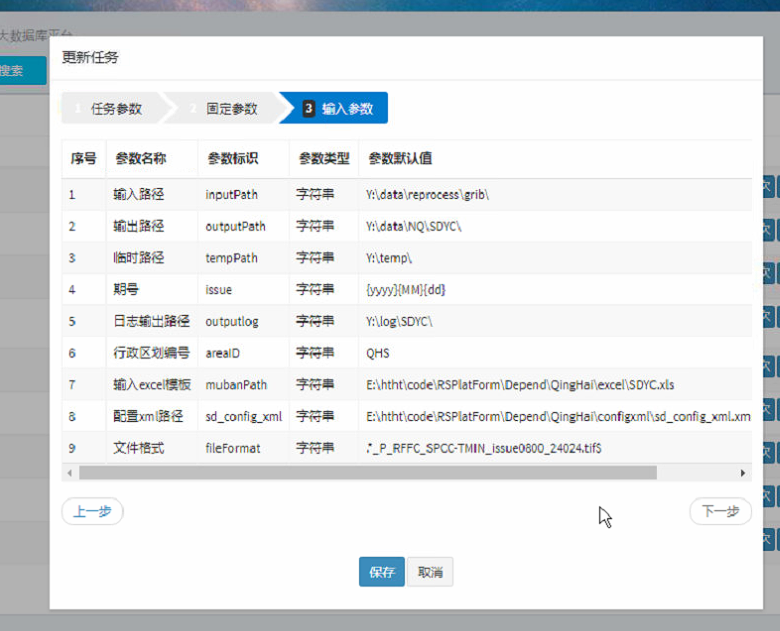 大数据库平台
搜索
更新任务
1 任务参数 2 固定参数 3 输入参数
序号 参数名称 参数标识 参数类型 参数默认值
1 输入路径 inputPath 字符串 Y:\data\reprocess\grib\
2 输出路径 outputPath 字符串 Y:\data\NQ\SDYC\
3 临时路径 tempPath 字符串 Y:\temp\
4 期号 issue 字符串 {yyyy}{MM}{dd}
5 日志输出路径 outputlog 字符串 Y:\log\SDYC\
6 行政区划编号 areaID 字符串 QHS
7 输入excel模板 mubanPath 字符串 E:\htht\code\RSPlatForm\Depend\QingHai\excel\SDYC.xls
8 配置xml路径 sd_config_xml 字符串 E:\htht\code\RSPlatForm\Depend\QingHai\configxml\sd_config_xml.xm
9 文件格式 fileFormat 字符串 .*_P_RFFC_SPCC-TMIN_issue0800_24024.tif$
上一步 下一步
保存 取消